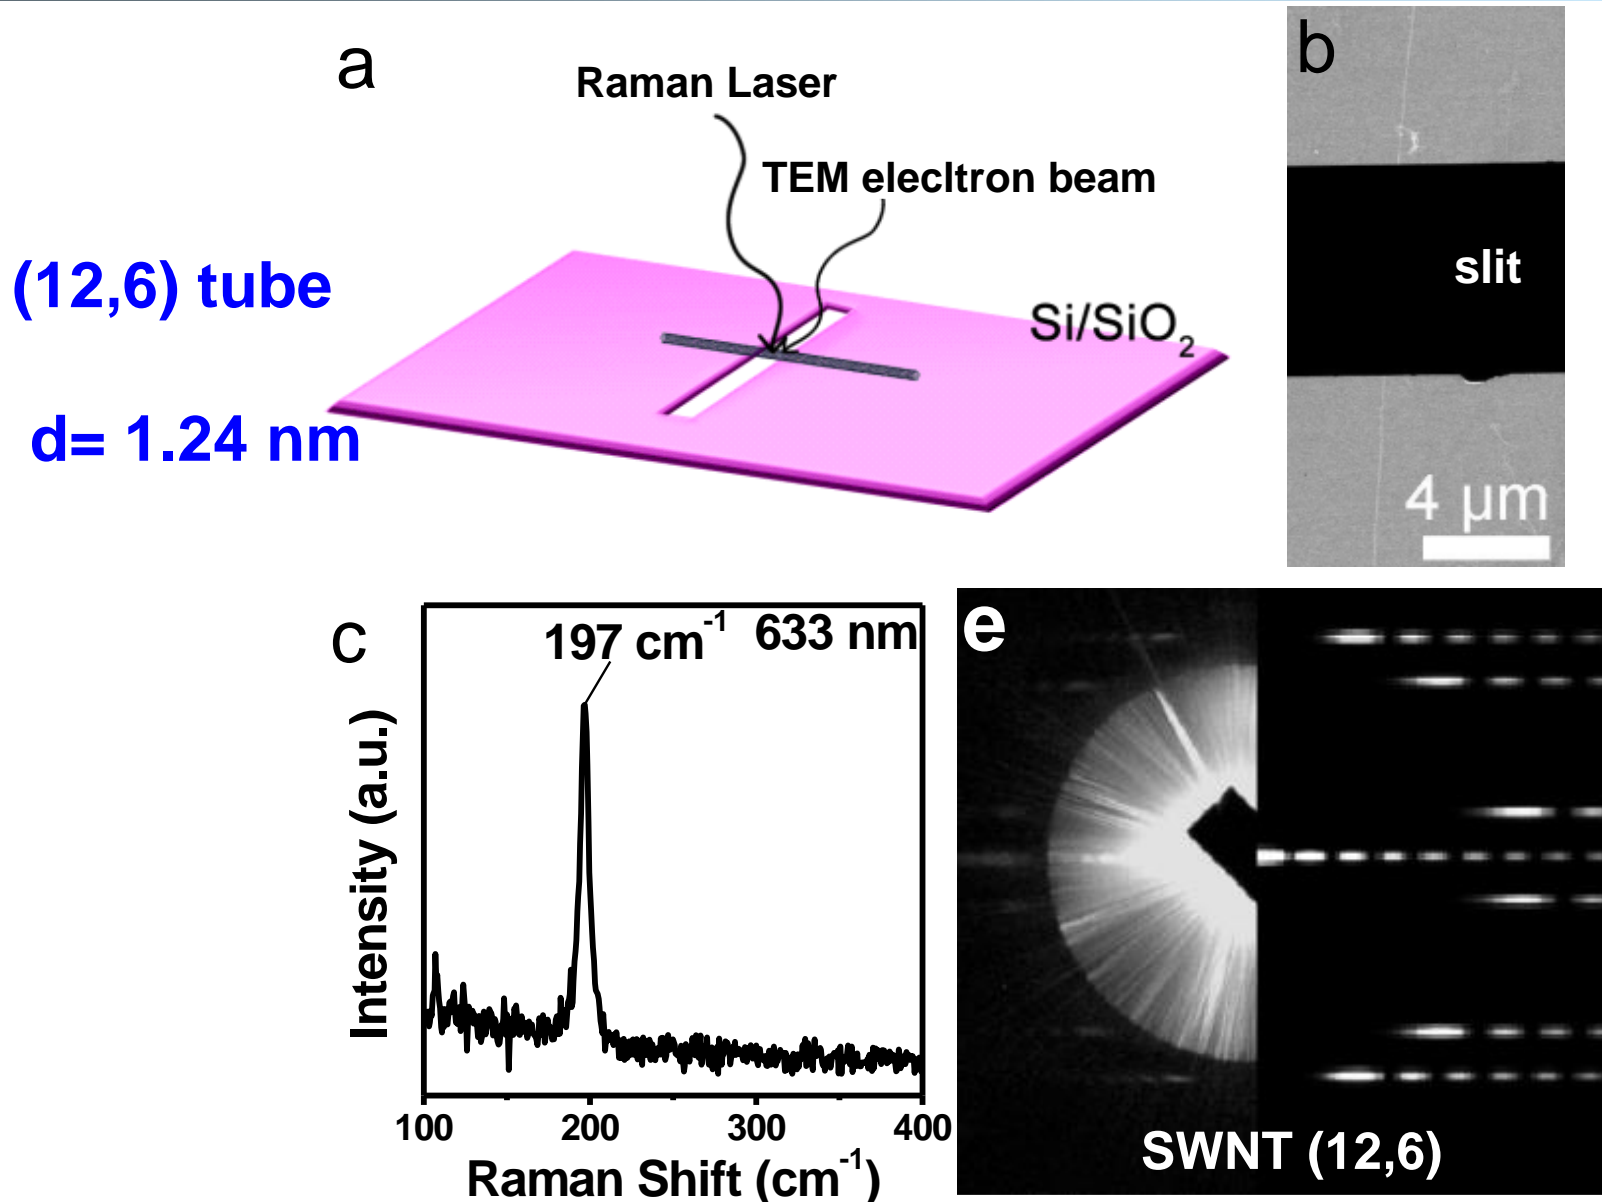 a
Raman Laser
TEM elecltron beam
(12,6) tube
Si/SiO2
d= 1.24 nm
b
slit
4 µm
c
197 cm-1
633 nm
Intensity (a.u.)
100 200 300 400
Raman Shift (cm-1)
e
SWNT (12,6)